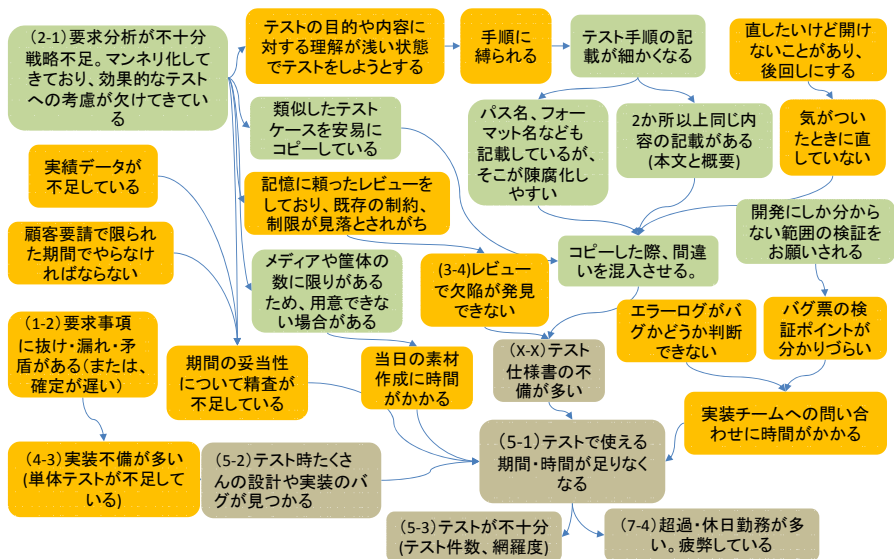 (2-1)要求分析が不十分
戦略不足。マンネリ化し
てきており、効果的なテスト
への考慮が欠けてきてい
る
テストの目的や内容に
対する理解が浅い状態
でテストをしようとする
手順に
縛られる
テスト手順の記
載が細かくなる
直したいけど開け
ないことがあり、
後回しにする
類似したテスト
ケースを安易に
コピーしている
パス名、フォー
マット名なども
記載しているが、
そこが陳腐化し
やすい
2か所以上同じ内
容の記載がある
(本文と概要)
気がつい
たときに直
していない
実績データが
不足している
記憶に頼ったレビューを
しており、既存の制約、
制限が見落とされがち
開発にしか分から
ない範囲の検証を
お願いされる
顧客要請で限られ
た期間でやらなけ
ればならない
メディアや筐体の
数に限りがある
ため、用意できな
い場合がある
(3-4)レビュー
で欠陥が発見
できない
コピーした際、間違
いを混入させる。
エラーログがバ
グかどうか判断
できない
バグ票の検
証ポイントが
分かりづらい
(1-2)要求事項
に抜け・漏れ・矛
盾がある(または、
確定が遅い)
期間の妥当性
について精査が
不足している
当日の素材
作成に時間
がかかる
(X-X)テスト
仕様書の不
備が多い
実装チームへの問い合
わせに時間がかかる
(4-3)実装不備が多い
(単体テストが不足して
いる)
(5-2)テスト時たくさ
んの設計や実装のバ
グが見つかる
(5-1)テストで使える
期間・時間が足りなく
なる
(5-3)テストが不十分
(テスト件数、網羅度)
(7-4)超過・休日勤務が多
い。疲弊している